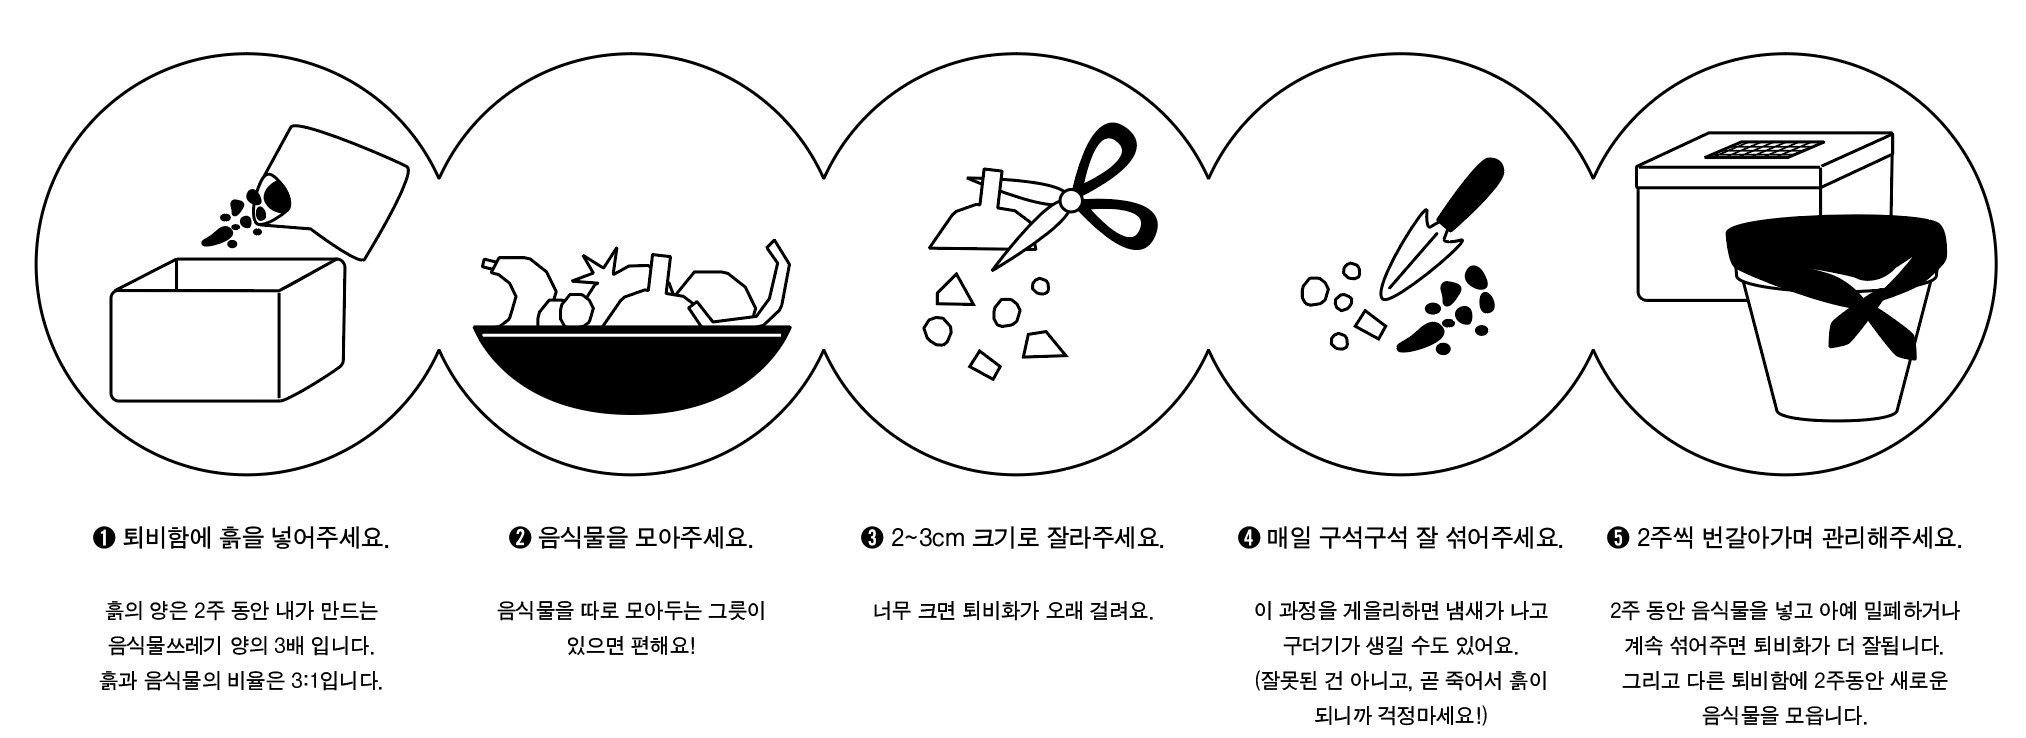 ❶ 퇴비함에 흙을 넣어주세요.
흙의 양은 2주 동안 내가 만드는
음식물쓰레기 양의 3배 입니다.
흙과 음식물의 비율은 3:1입니다.
❷ 음식물을 모아주세요.
음식물을 따로 모아두는 그릇이
있으면 편해요!
❸ 2~3cm 크기로 잘라주세요.
너무 크면 퇴비화가 오래 걸려요.
❹ 매일 구석구석 잘 섞어주세요.
이 과정을 게을리하면 냄새가 나고
구더기가 생길 수도 있어요.
(잘못된 건 아니고, 곧 죽어서 흙이
되니까 걱정마세요!)
❺ 2주씩 번갈아가며 관리해주세요.
2주 동안 음식물을 넣고 아예 밀폐하거나
계속 섞어주면 퇴비화가 더 잘됩니다.
그리고 다른 퇴비함에 2주동안 새로운
음식물을 모읍니다.